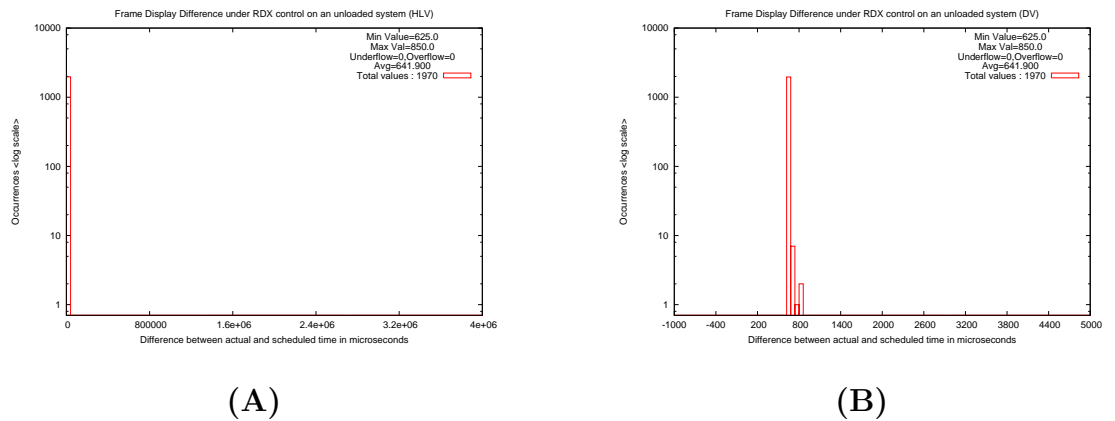 Frame Display Difference under RDX control on an unloaded system (HLV)
10000
1000
100
10
1
Occurrences <log scale>
Min Value=625.0
Max Val=850.0
Underflow=0,Overflow=0
Avg=641.900
Total values : 1970
0 800000 1.6e+06 2.4e+06 3.2e+06 4e+06
Difference between actual and scheduled time in microseconds
(A)
Frame Display Difference under RDX control on an unloaded system (DV)
10000
1000
100
10
1
Occurrences <log scale>
Min Value=625.0
Max Val=850.0
Underflow=0,Overflow=0
Avg=641.900
Total values : 1970
-1000 -400 200 800 1400 2000 2600 3200 3800 4400 5000
Difference between actual and scheduled time in microseconds
(B)